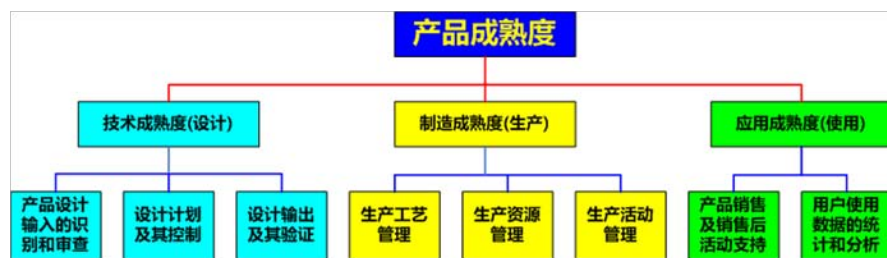 产品成熟度
技术成熟度(设计)
制造成熟度(生产)
应用成熟度(使用)
产品设计
输入的识
别和审查
设计计划
及其控制
设计输出
及其验证
生产工艺
管理
生产资源
管理
生产活动
管理
产品销售
及销售后
活动支持
用户使用
数据的统
计和分析